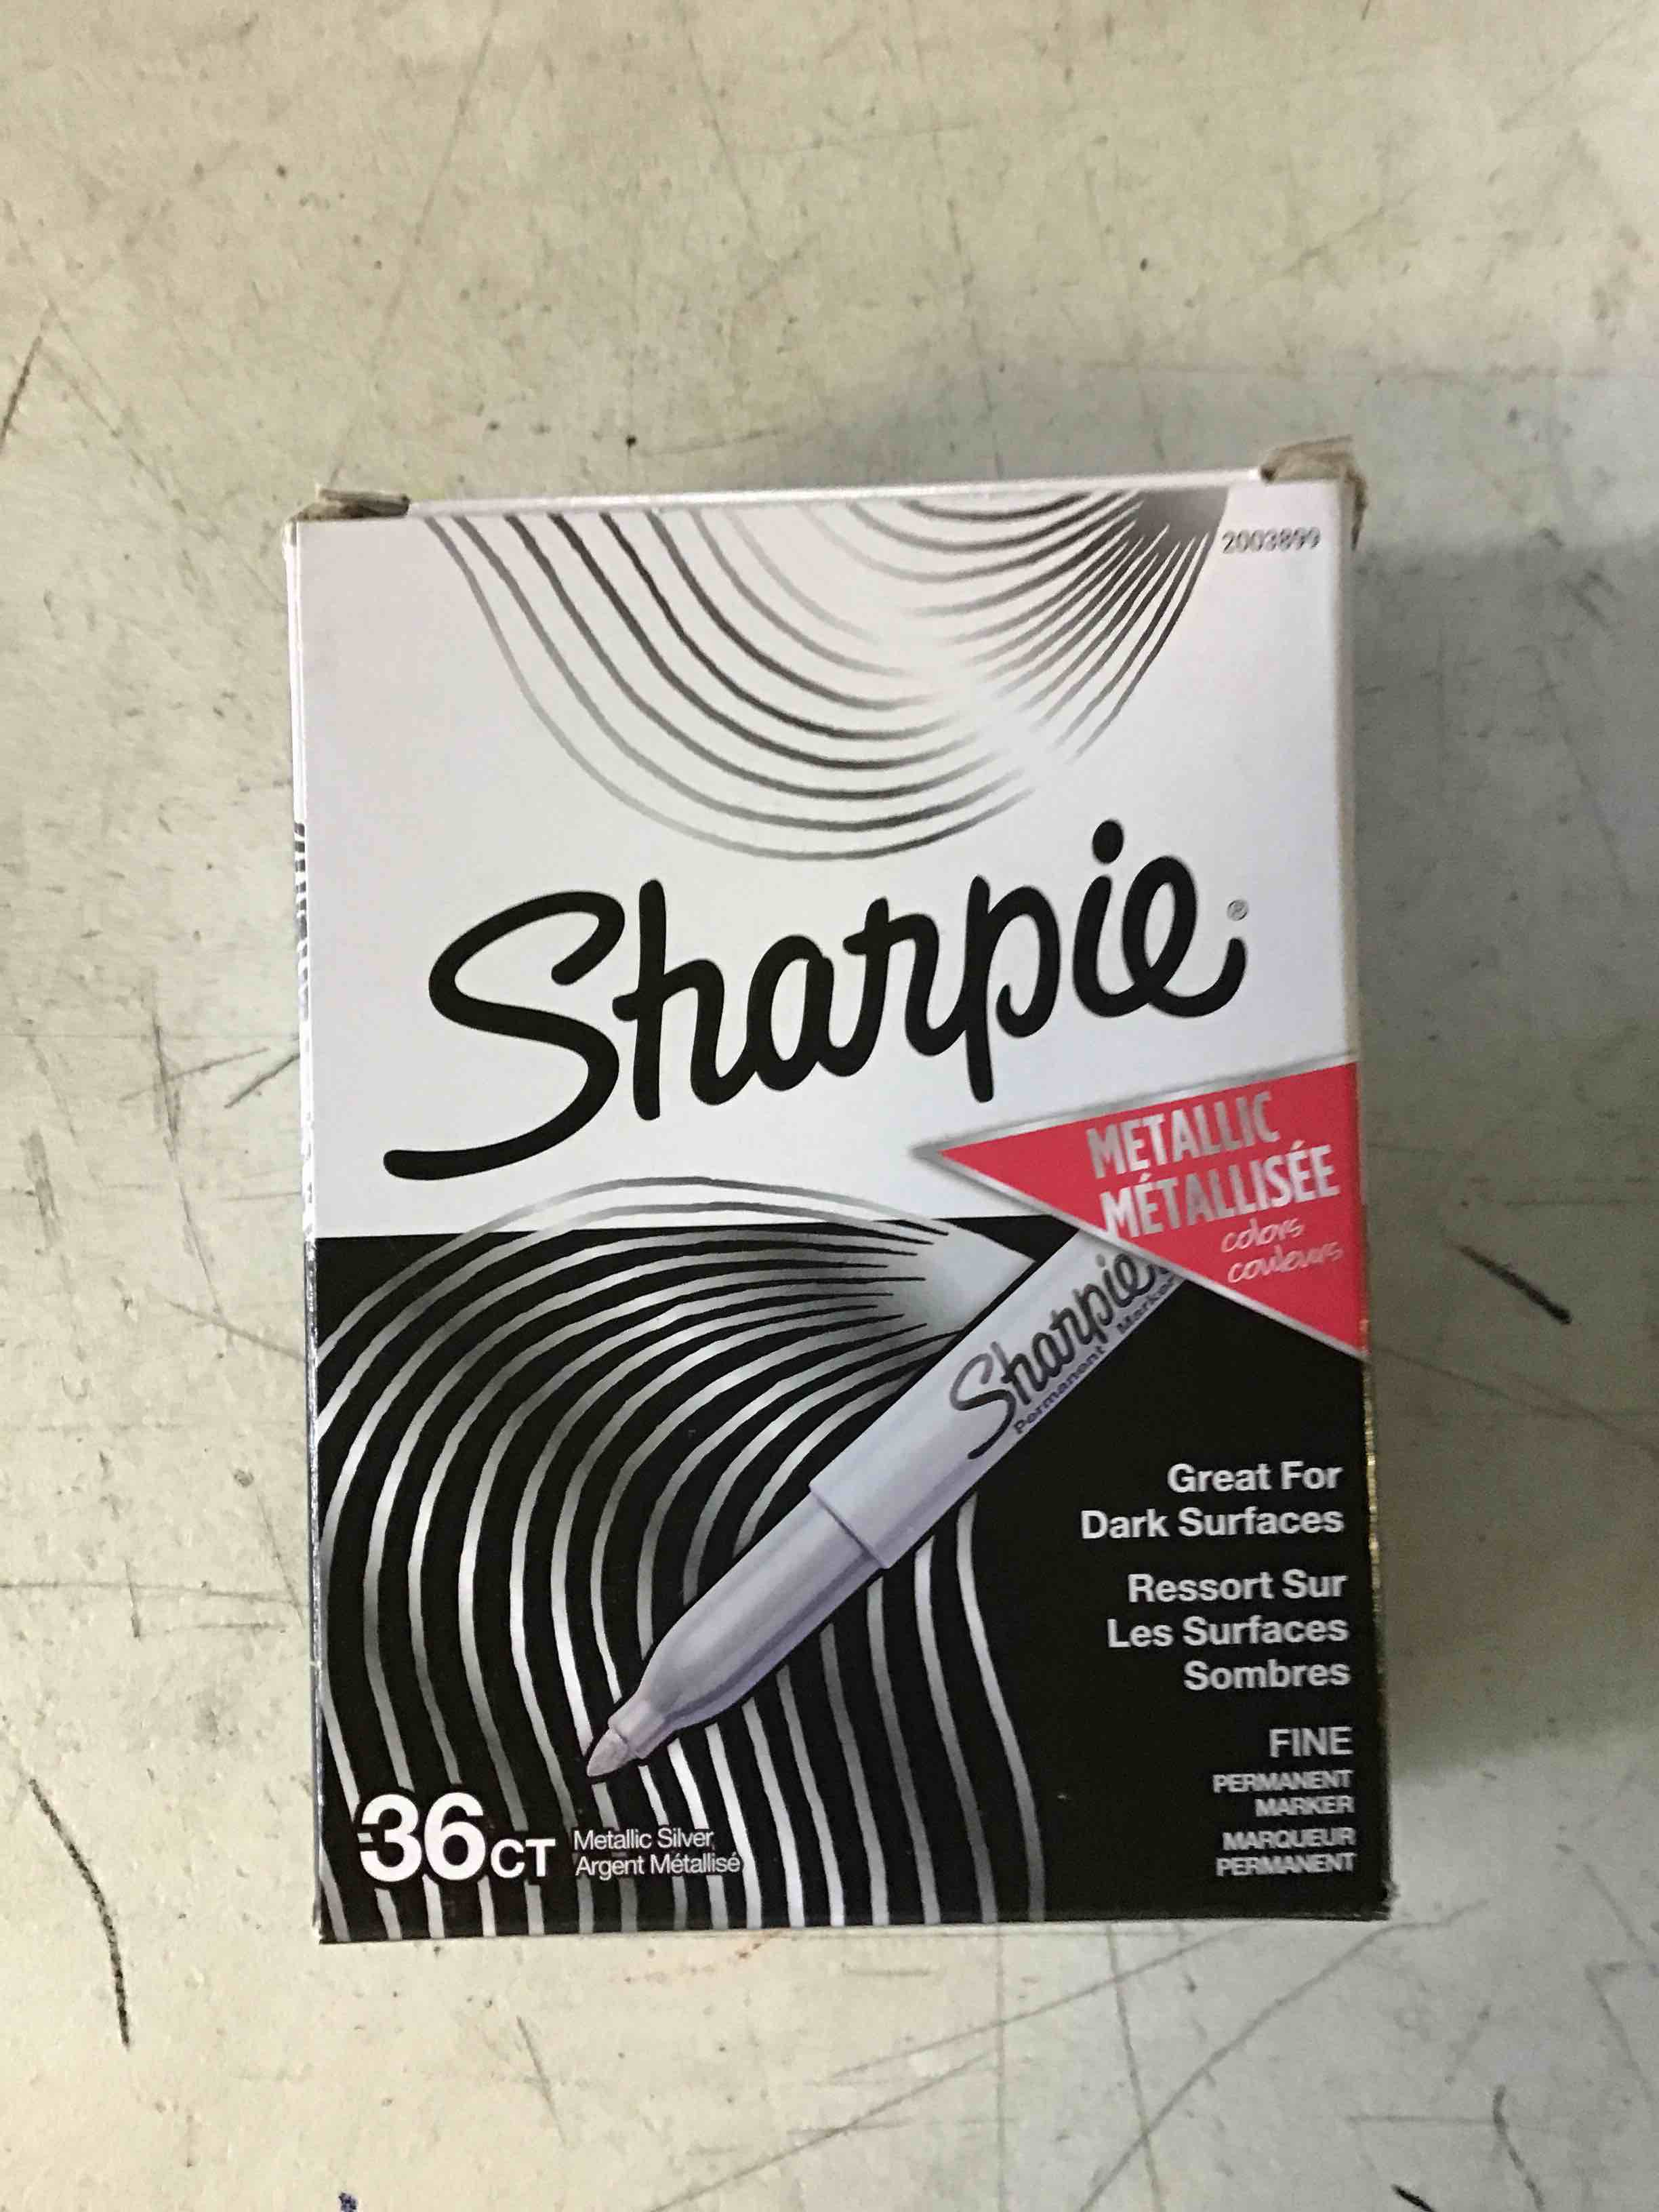 2003899
Sharpie®
METALLIC
MÉTALLISÉE
colors
couleurs
Sharpie
Permanent Marker
Great For
Dark Surfaces
Ressort Sur
Les Surfaces
Sombres
FINE
PERMANENT
MARKER
MARQUEUR
PERMANENT
36CT
Metallic Silver
Argent Métallisé